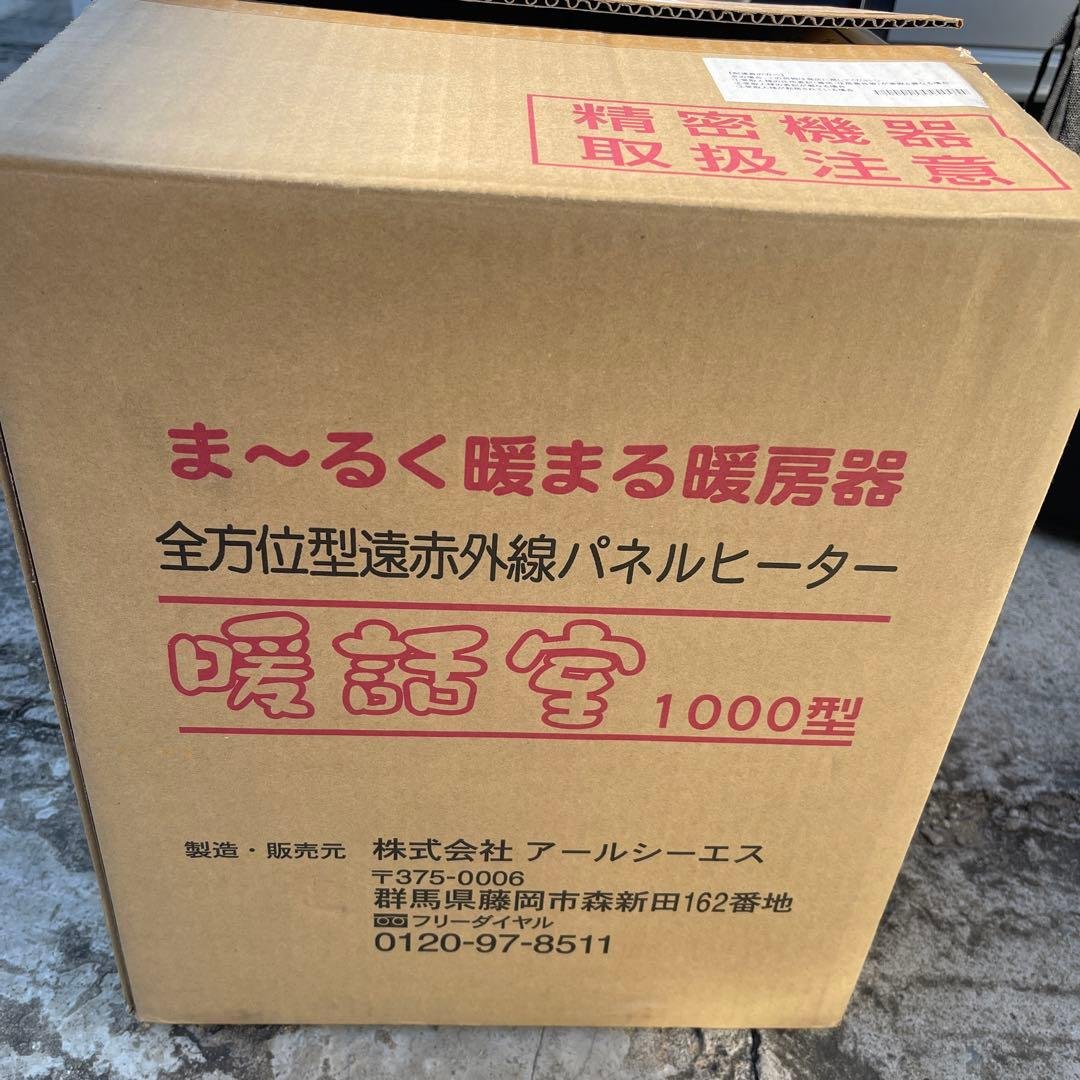 精密機器
取扱注意
ま〜るく暖まる暖房器
全方位型遠赤外線パネルヒーター
暖話室 1000型
製造・販売元 株式会社 アールシーエス
〒375-0006
群馬県藤岡市森新田162番地
フリーダイヤル
0120-97-8511